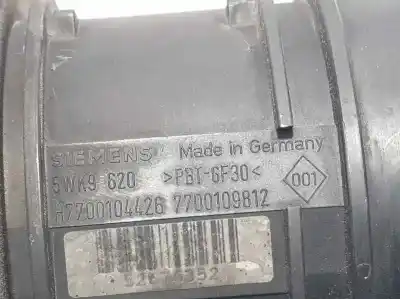 SIEMENS Made in Germany
5WK9 620 >PBT-GF30< 001
H7700104426 7700109812